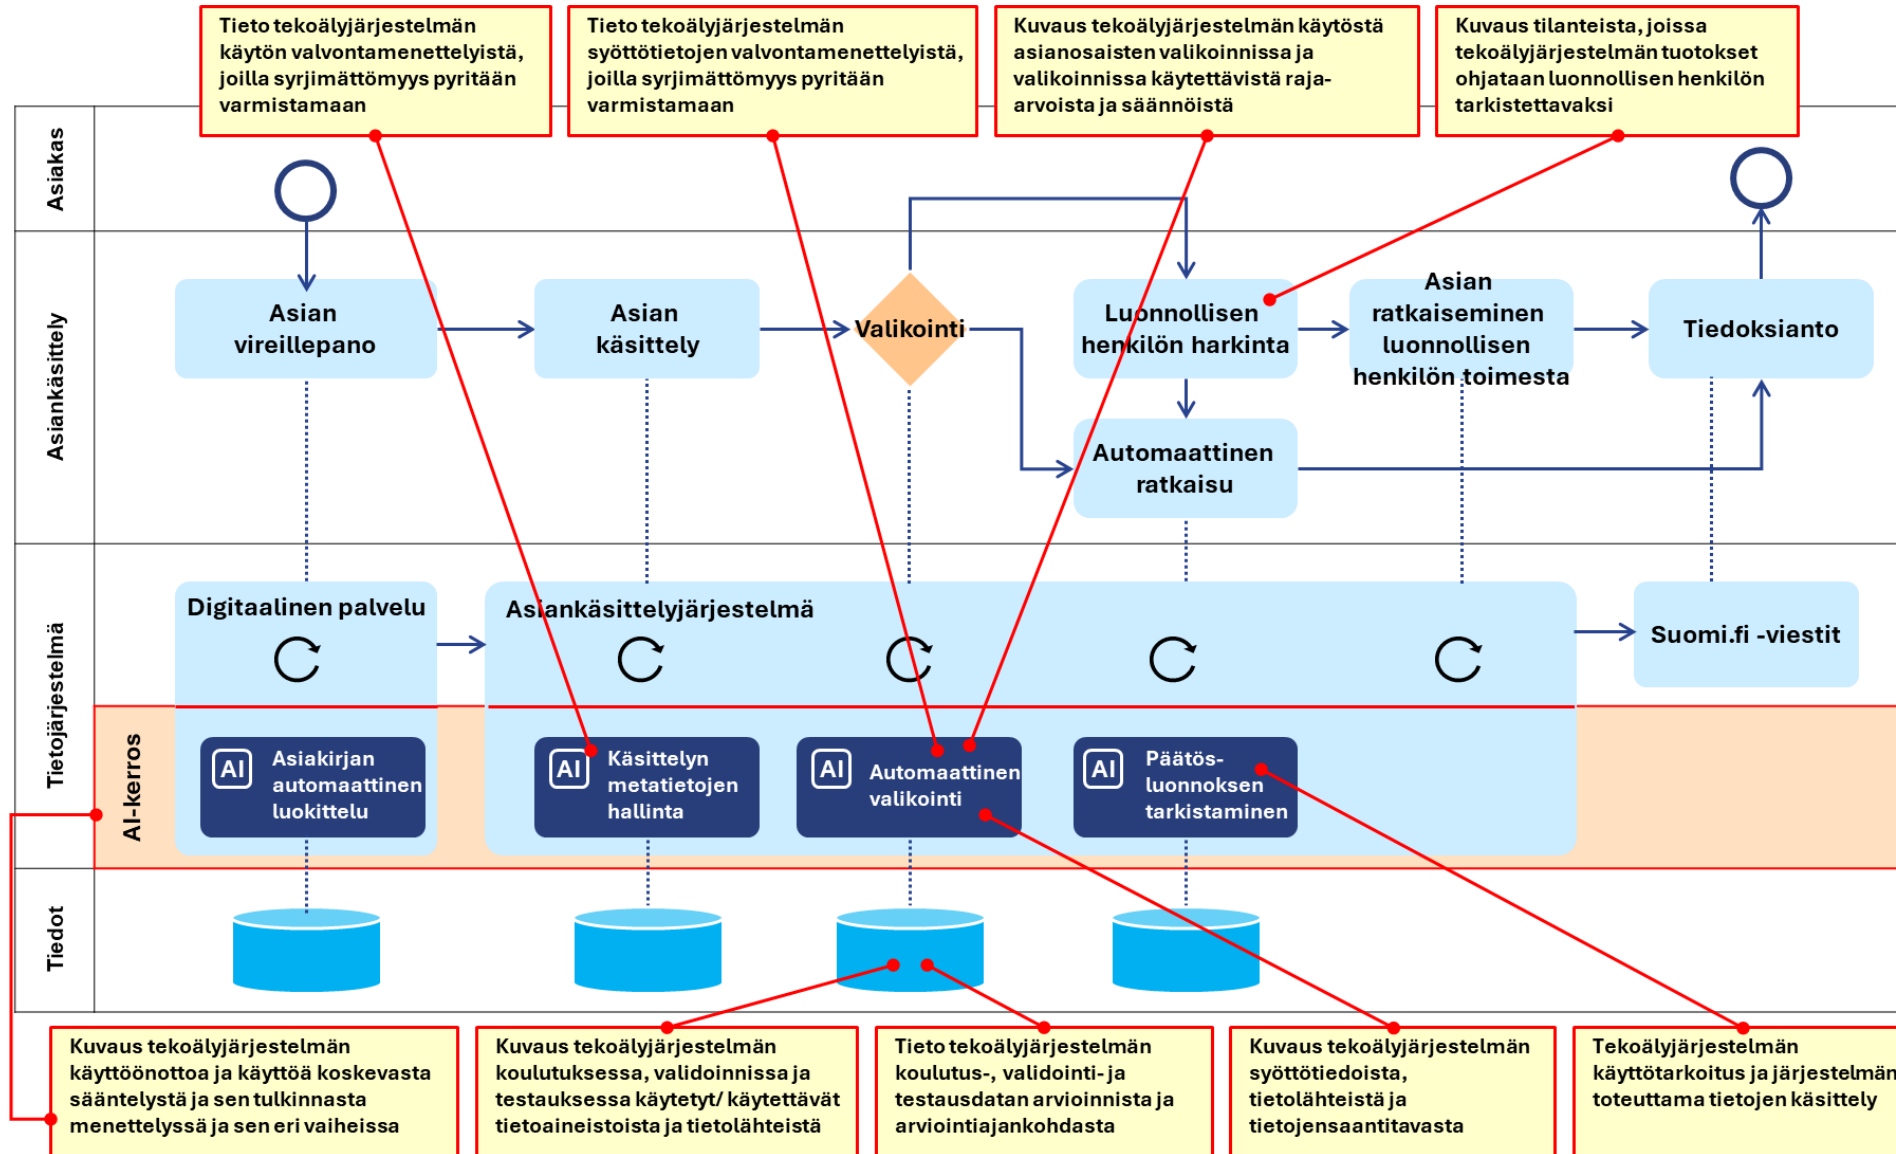 Tieto tekoälyjärjestelmän
käytön valvontamenettelyistä,
joilla syrjimättömyys pyritään
varmistamaan
Tieto tekoälyjärjestelmän
syöttötietojen valvontamenettelyistä,
joilla syrjimättömyys pyritään
varmistamaan
Kuvaus tekoälyjärjestelmän käytöstä
asianosaisten valikoinnissa ja
valikoinnissa käytettävistä raja-
arvoista ja säännöistä
Kuvaus tilanteista, joissa
tekoälyjärjestelmän tuotokset
ohjataan luonnollisen henkilön
tarkistettavaksi
Asiakas
Asiankäsittely
Asian
vireillepano
Asian
käsittely
Valikointi
Luonnollisen
henkilön harkinta
Asian
ratkaiseminen
luonnollisen
henkilön toimesta
Tiedoksianto
Automaattinen
ratkaisu
Tietojärjestelmä
Digitaalinen palvelu
Asiankäsittelyjärjestelmä
Suomi.fi -viestit
AI-kerros
AI
Asiakirjan
automaattinen
luokittelu
AI
Käsittelyn
metatietojen
hallinta
AI
Automaattinen
valikointi
AI
Päätös-
luonnoksen
tarkistaminen
Tiedot
Kuvaus tekoälyjärjestelmän
käyttöönottoa ja käyttöä koskevasta
sääntelystä ja sen tulkinnasta
menettelyssä ja sen eri vaiheissa
Kuvaus tekoälyjärjestelmän
koulutuksessa, validoinnissa ja
testauksessa käytetyt/ käytettävät
tietoaineistoista ja tietolähteistä
Tieto tekoälyjärjestelmän
koulutus-, validointi- ja
testausdatan arvioinnista ja
arviointiajankohdasta
Kuvaus tekoälyjärjestelmän
syöttötiedoista,
tietolähteistä ja
tietojensaantitavasta
Tekoälyjärjestelmän
käyttötarkoitus ja järjestelmän
toteuttama tietojen käsittely